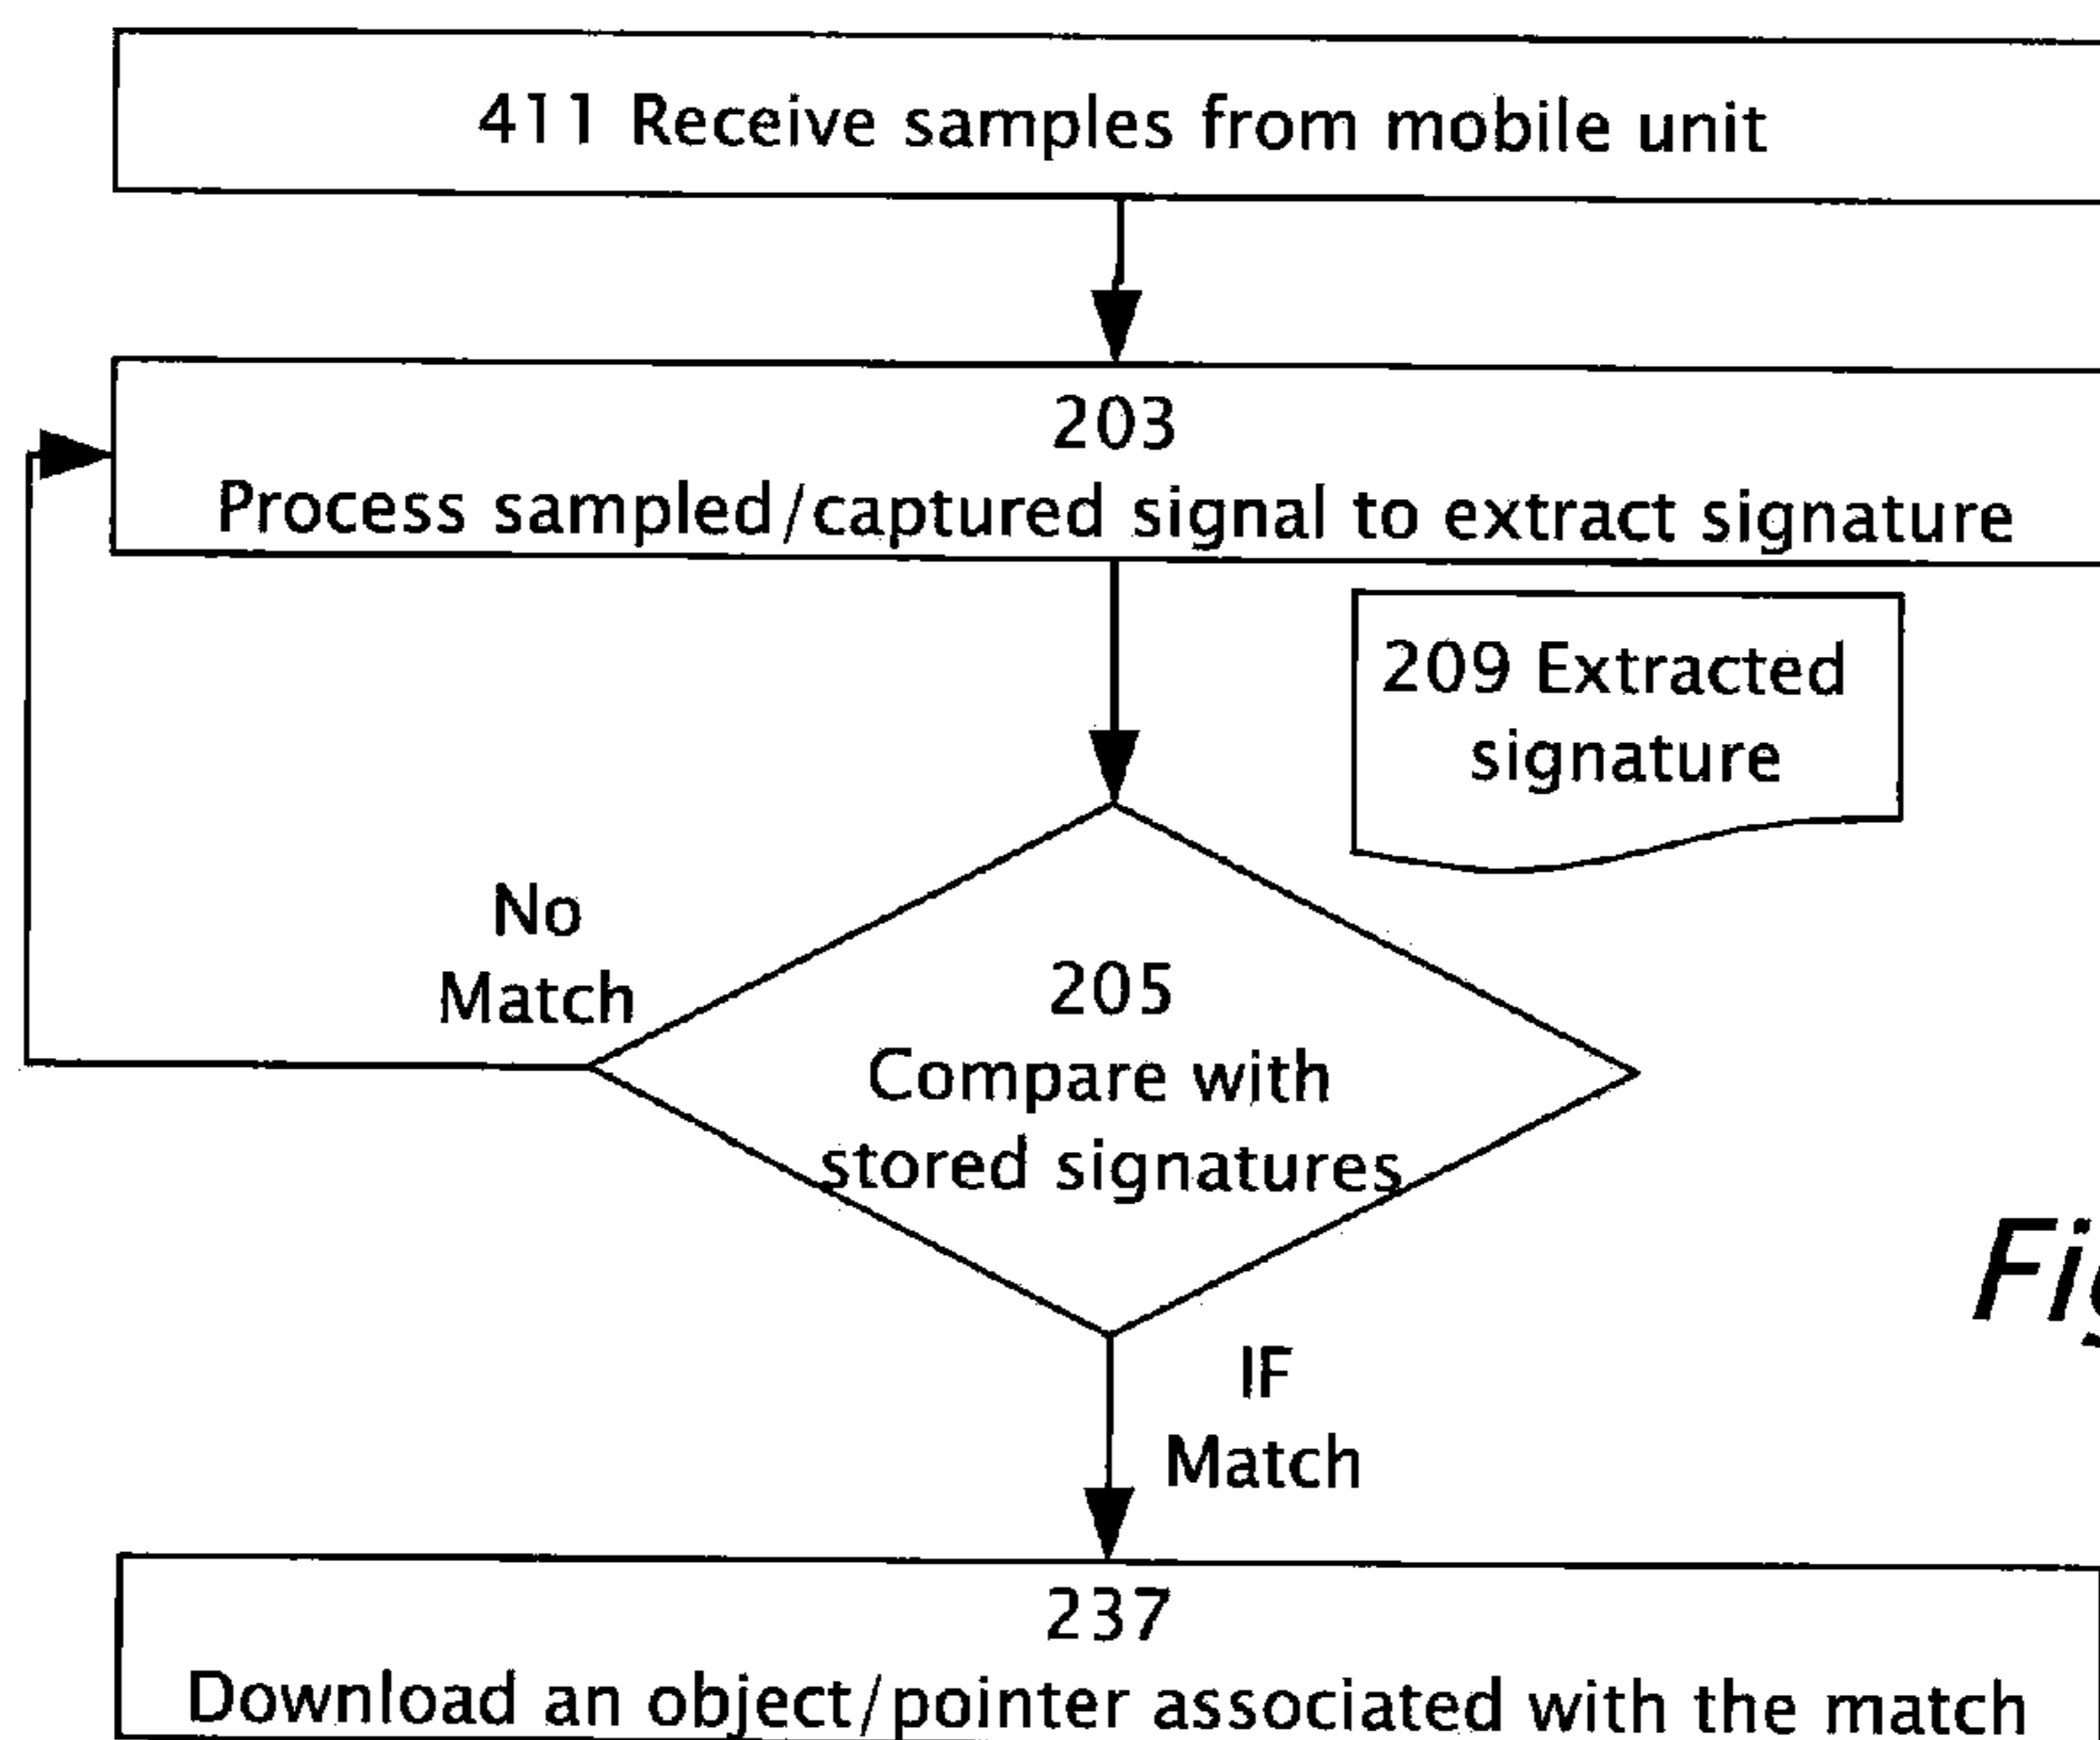 411 Receive samples from mobile unit
203
Process sampled/captured signal to extract signature
209 Extracted
signature
No
Match
205
Compare with
stored signatures
IF
Match
237
Download an object/pointer associated with the match